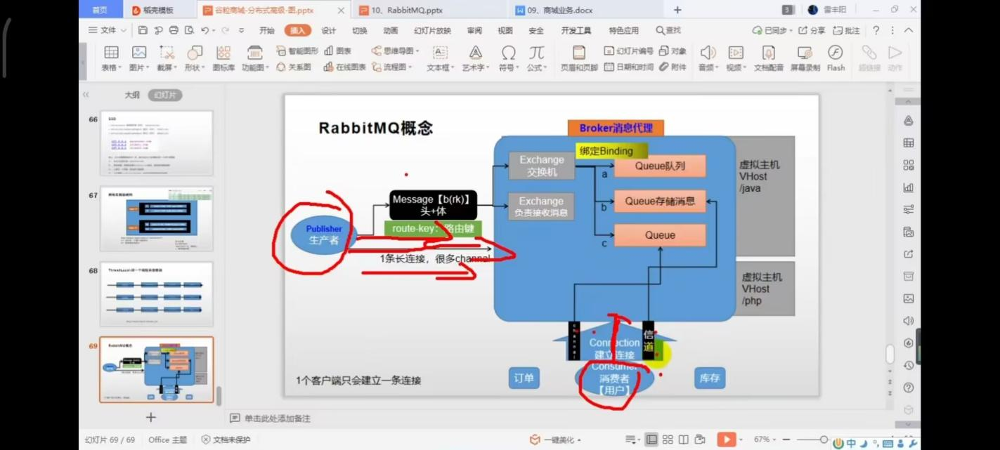 首页
稻壳模板
谷粒商城-分布式高级-图.pptx
10、RabbitMQ.pptx
09、商城业务.docx
3
雷丰阳
文件
开始
插入
设计
切换
动画
幻灯片放映
审阅
视图
安全
开发工具
特色应用
查找
已同步
分享
批注
表格
图片
截屏
形状
图标库
功能图
智能图形
图表
关系图
在线图表
思维导图
流程图
文本框
艺术字
符号
公式
页眉和页脚
幻灯片编号
对象
日期和时间
附件
音频
视频
文档配音
屏幕录制
Flash
超链接
动作
大纲
幻灯片
66
SSO
67
68
69
RabbitMQ概念
RabbitMQ概念
Broker消息代理
绑定Binding
Exchange
交换机
Queue队列
a
虚拟主机
VHost
/java
Message【b(rk)】
头+体
Exchange
负责接收消息
Queue存储消息
b
Publisher
生产者
route-key：路由键
Queue
c
1条长连接，很多channal
虚拟主机
VHost
/php
channal
Connection
建立连接
信道
Consumer
消费者
【用户】
订单
库存
1个客户端只会建立一条连接
单击此处添加备注
幻灯片 69 / 69
Office 主题
文档未保护
一键美化
67%
中